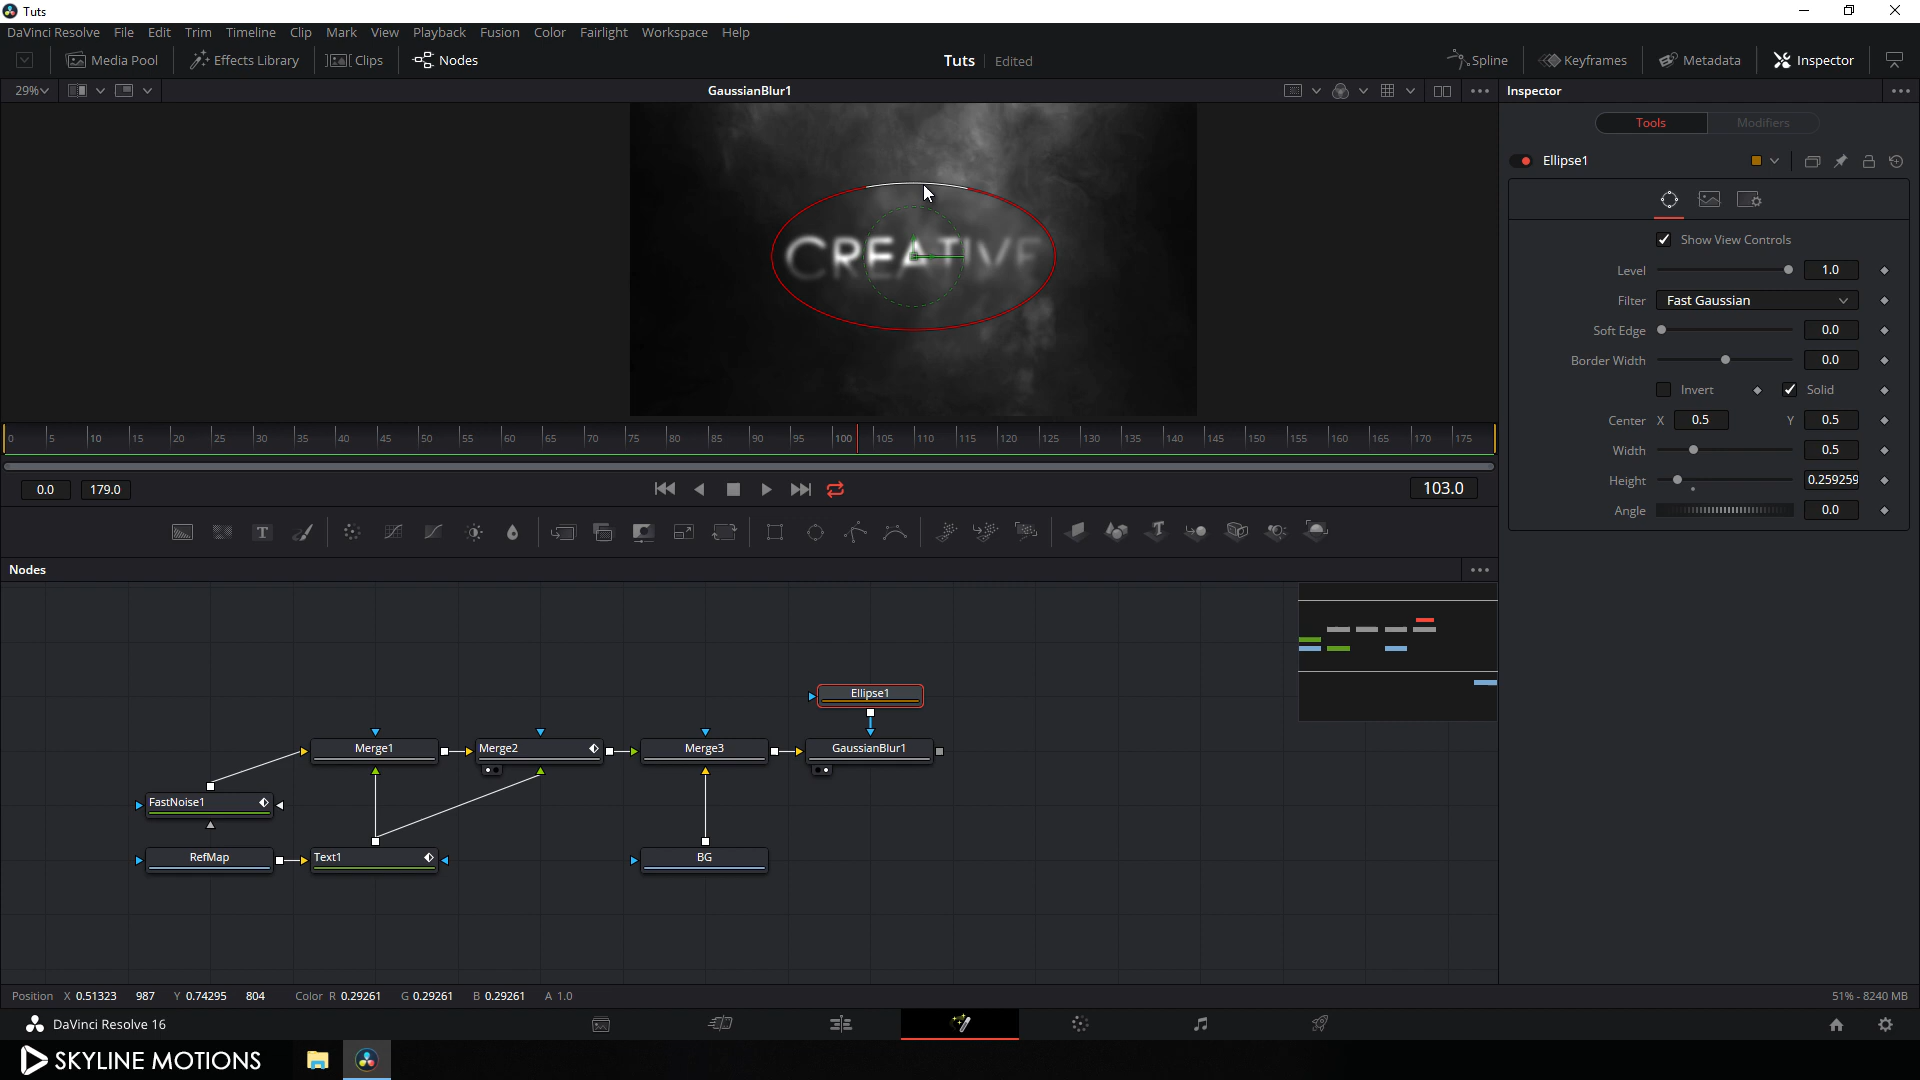 Tuts
DaVinci Resolve File Edit Trim Timeline Clip Mark View Playback Fusion Color Fairlight Workspace Help
Media Pool Effects Library Clips Nodes Tuts Edited Spline Keyframes Metadata Inspector
29% GaussianBlur1 Inspector
Tools Modifiers
Ellipse1
Show View Controls
Level 1.0
Filter Fast Gaussian
Soft Edge 0.0
Border Width 0.0
Invert Solid
Center X 0.5 Y 0.5
Width 0.5
Height 0.259259
Angle 0.0
CREATIVE
0 5 10 15 20 25 30 35 40 45 50 55 60 65 70 75 80 85 90 95 100 105 110 115 120 125 130 135 140 145 150 155 160 165 170 175
0.0 179.0 103.0
Nodes
Ellipse1
Merge1 Merge2 Merge3 GaussianBlur1
FastNoise1
RefMap Text1 BG
Position X 0.51323 987 Y 0.74295 804 Color R 0.29261 G 0.29261 B 0.29261 A 1.0 51% - 8240 MB
DaVinci Resolve 16
SKYLINE MOTIONS